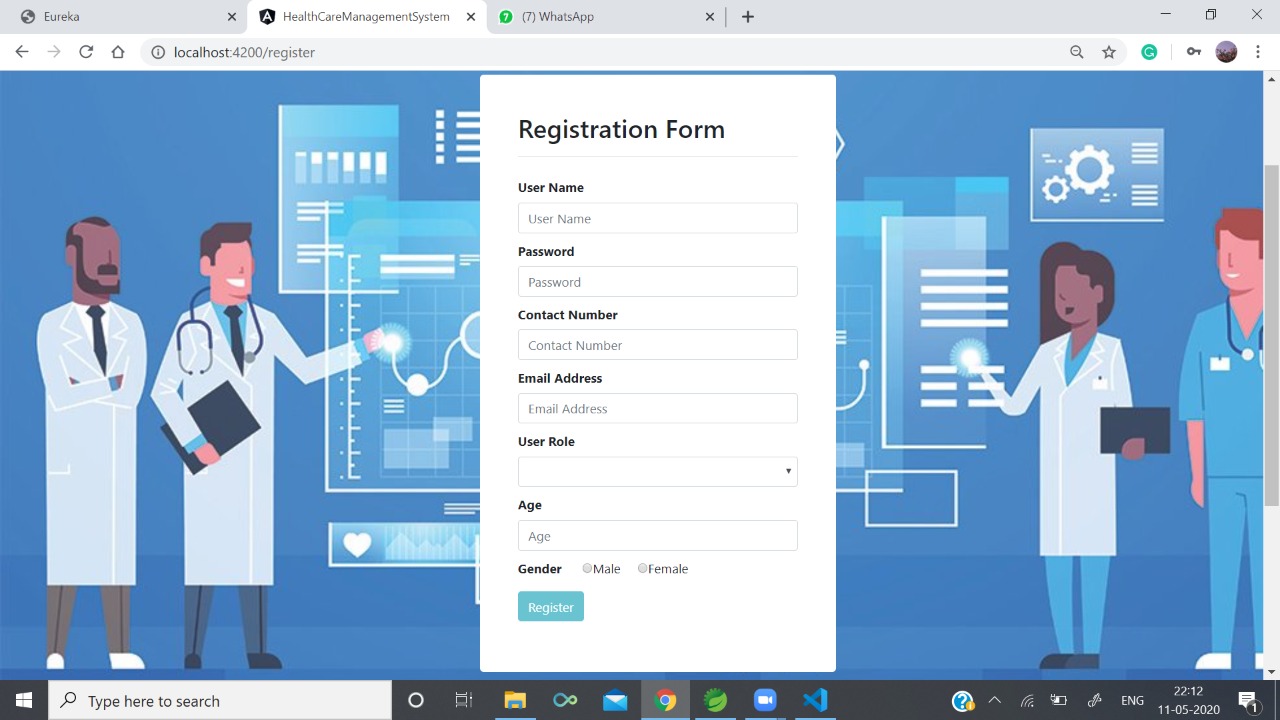 Eureka
HealthCareManagementSystem
(7) WhatsApp
localhost:4200/register
Registration Form
User Name
User Name
Password
Password
Contact Number
Contact Number
Email Address
Email Address
User Role
Age
Age
Gender Male Female
Register
Type here to search
ENG
22:12
11-05-2020
1